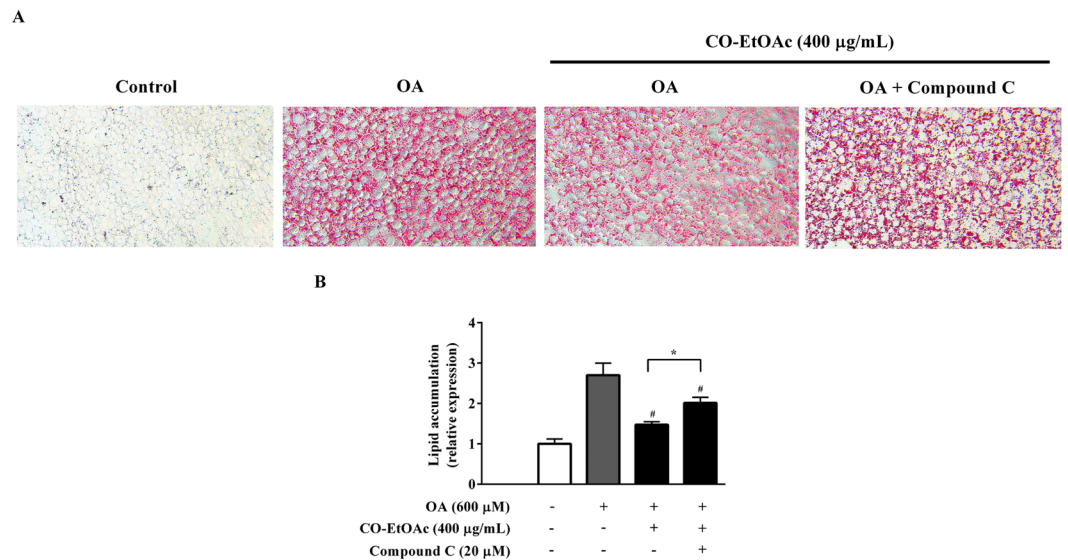 A
CO-EtOAc (400 μg/mL)
Control OA OA OA + Compound C
B
Lipid accumulation
(relative expression)
4
3
2
1
0
*
# #
OA (600 μM) - + + +
CO-EtOAc (400 μg/mL) - - + +
Compound C (20 μM) - - - +